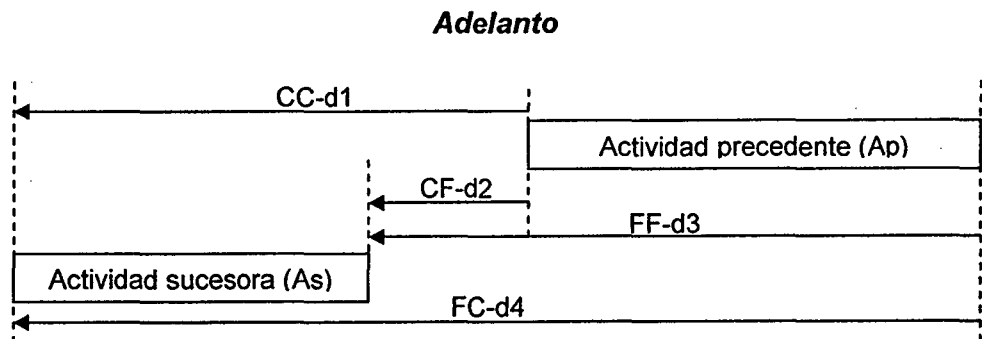 Adelanto
CC-d1
Actividad precedente (Ap)
CF-d2
FF-d3
Actividad sucesora (As)
FC-d4